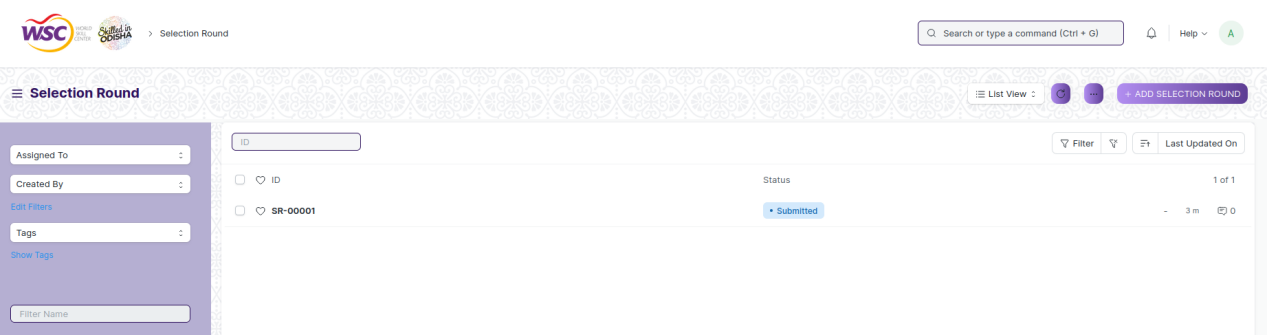 WSC WORLD SKILL CENTER Skilled in ODISHA > Selection Round Search or type a command (Ctrl + G) Help A
Selection Round List View ... + ADD SELECTION ROUND
Assigned To
Created By
Edit Filters
Tags
Show Tags
Filter Name
ID Filter Last Updated On
ID Status 1 of 1
SR-00001 • Submitted - 3 m 0